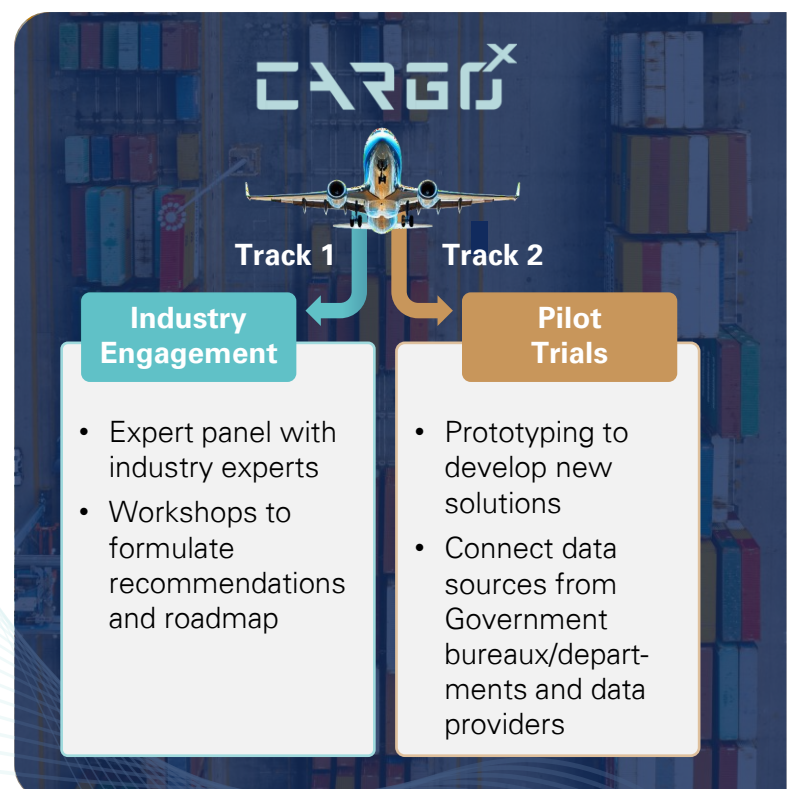 CARGOX
Track 1
Track 2
Industry
Engagement
• Expert panel with
industry experts
• Workshops to
formulate
recommendations
and roadmap
Pilot
Trials
• Prototyping to
develop new
solutions
• Connect data
sources from
Government
bureaux/depart-
ments and data
providers